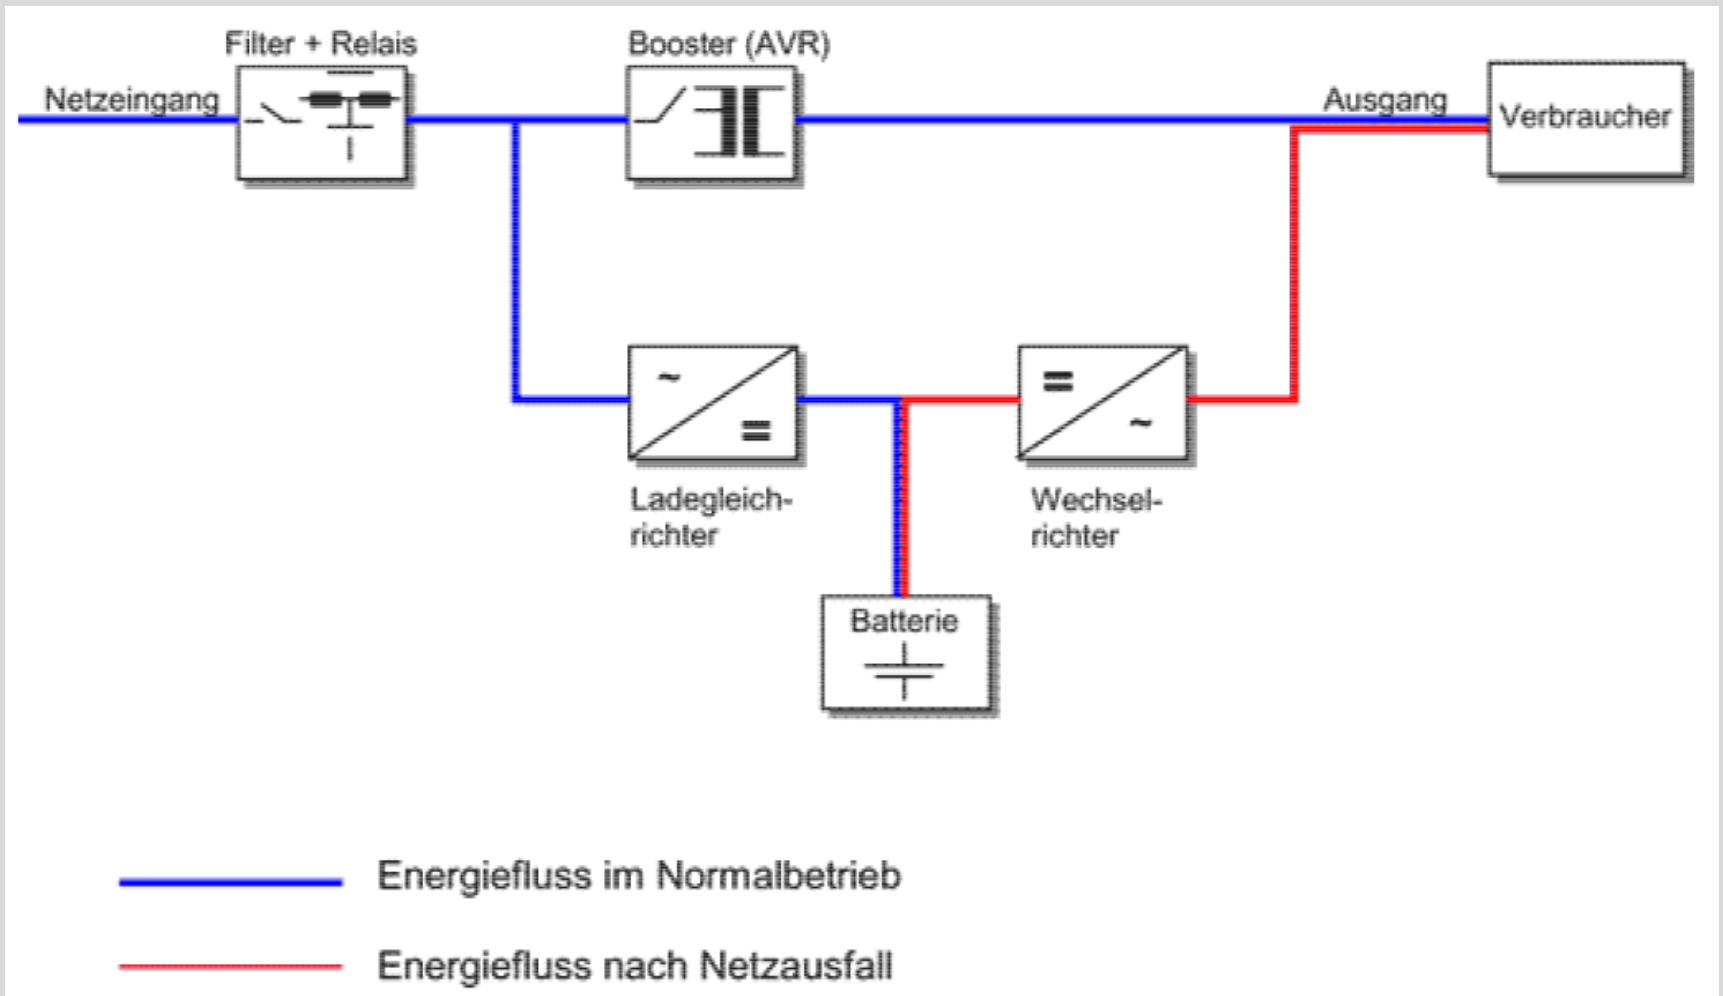 Filter + Relais
Booster (AVR)
Netzeingang
Ausgang
Verbraucher
~
=
=
~
Ladegleich-
richter
Wechsel-
richter
Batterie
Energiefluss im Normalbetrieb
Energiefluss nach Netzausfall